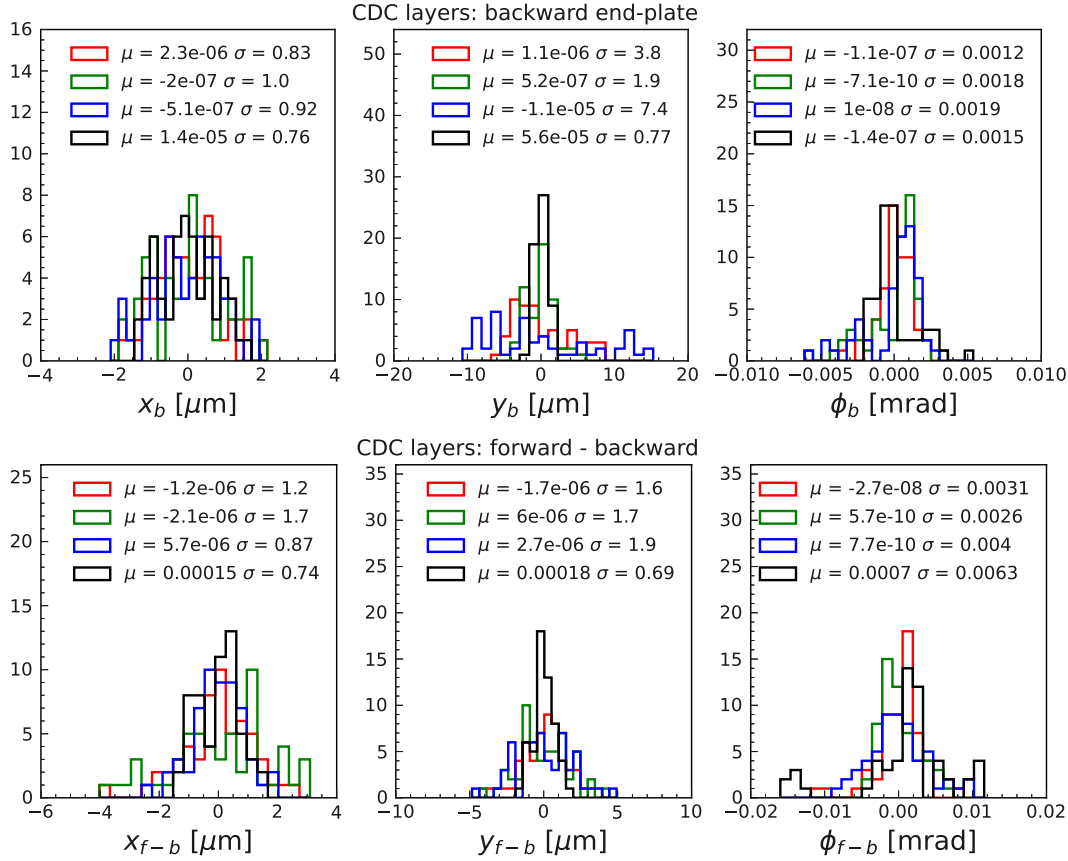 CDC layers: backward end-plate
16
14
12
10
8
6
4
2
0
−4
−2
0
2
4
μ = 2.3e-06 σ = 0.83
μ = -2e-07 σ = 1.0
μ = -5.1e-07 σ = 0.92
μ = 1.4e-05 σ = 0.76
x_b [μm]
50
40
30
20
10
0
−20
−10
0
10
20
μ = 1.1e-06 σ = 3.8
μ = 5.2e-07 σ = 1.9
μ = -1.1e-05 σ = 7.4
μ = 5.6e-05 σ = 0.77
y_b [μm]
30
25
20
15
10
5
0
−0.010
−0.005
0.000
0.005
0.010
μ = -1.1e-07 σ = 0.0012
μ = -7.1e-10 σ = 0.0018
μ = 1e-08 σ = 0.0019
μ = -1.4e-07 σ = 0.0015
ϕ_b [mrad]
CDC layers: forward - backward
25
20
15
10
5
0
−6
−4
−2
0
2
4
μ = -1.2e-06 σ = 1.2
μ = -2.1e-06 σ = 1.7
μ = 5.7e-06 σ = 0.87
μ = 0.00015 σ = 0.74
x_{f−b} [μm]
35
30
25
20
15
10
5
0
−10
−5
0
5
10
μ = -1.7e-06 σ = 1.6
μ = 6e-06 σ = 1.7
μ = 2.7e-06 σ = 1.9
μ = 0.00018 σ = 0.69
y_{f−b} [μm]
35
30
25
20
15
10
5
0
−0.02
−0.01
0.00
0.01
0.02
μ = -2.7e-08 σ = 0.0031
μ = 5.7e-10 σ = 0.0026
μ = 7.7e-10 σ = 0.004
μ = 0.0007 σ = 0.0063
ϕ_{f−b} [mrad]